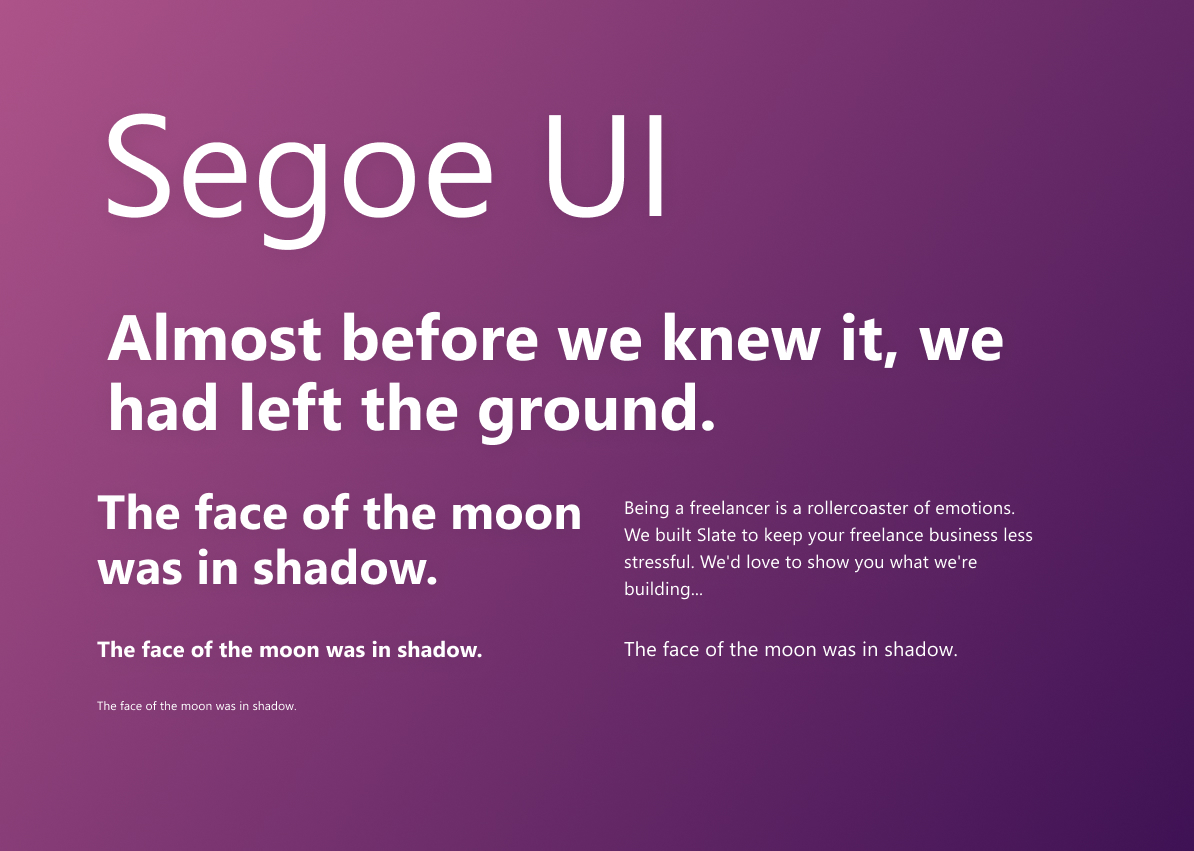 Segoe UI
Almost before we knew it, we
had left the ground.
The face of the moon
was in shadow.
Being a freelancer is a rollercoaster of emotions.
We built Slate to keep your freelance business less
stressful. We'd love to show you what we're
building...
The face of the moon was in shadow.
The face of the moon was in shadow.
The face of the moon was in shadow.